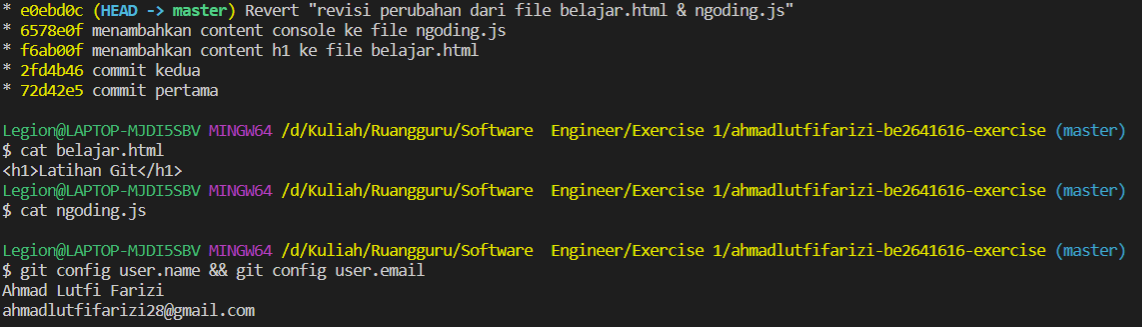 * e0ebd0c (HEAD -> master) Revert "revisi perubahan dari file belajar.html & ngoding.js"
* 6578e0f menambahkan content console ke file ngoding.js
* f6ab00f menambahkan content h1 ke file belajar.html
* 2fd4b46 commit kedua
* 72d42e5 commit pertama
Legion@LAPTOP-MJDI5SBV MINGW64 /d/Kuliah/Ruangguru/Software  Engineer/Exercise 1/ahmadlutfifarizi-be2641616-exercise (master)
$ cat belajar.html
<h1>Latihan Git</h1>
Legion@LAPTOP-MJDI5SBV MINGW64 /d/Kuliah/Ruangguru/Software  Engineer/Exercise 1/ahmadlutfifarizi-be2641616-exercise (master)
$ cat ngoding.js
Legion@LAPTOP-MJDI5SBV MINGW64 /d/Kuliah/Ruangguru/Software  Engineer/Exercise 1/ahmadlutfifarizi-be2641616-exercise (master)
$ git config user.name && git config user.email
Ahmad Lutfi Farizi
ahmadlutfifarizi28@gmail.com